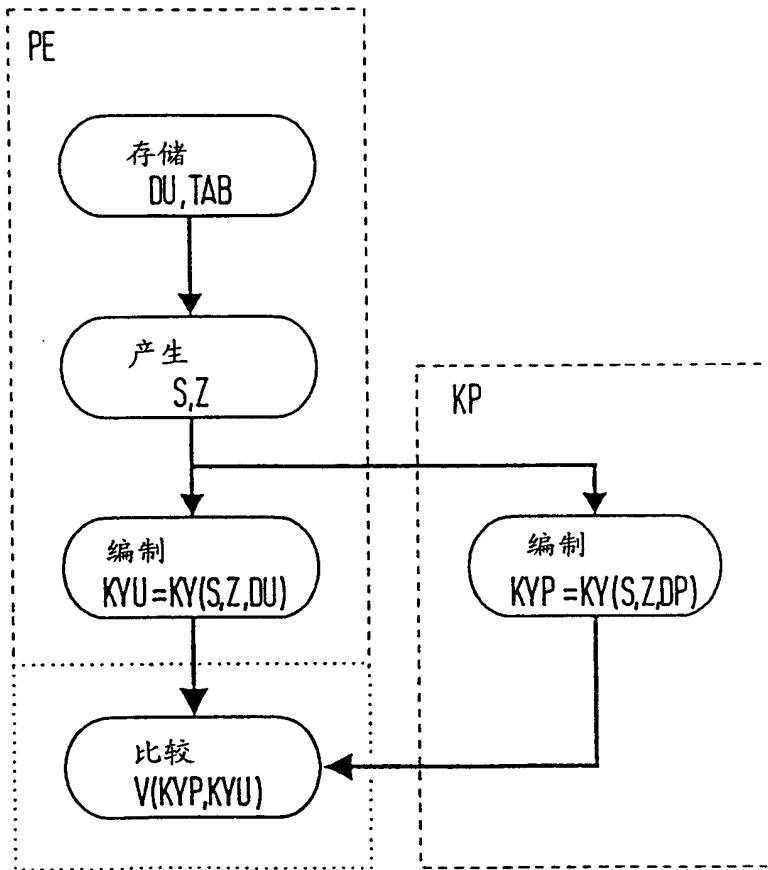 PE
存储
DU,TAB
产生
S,Z
KP
编制
KYU=KY(S,Z,DU)
编制
KYP=KY(S,Z,DP)
比较
V(KYP,KYU)